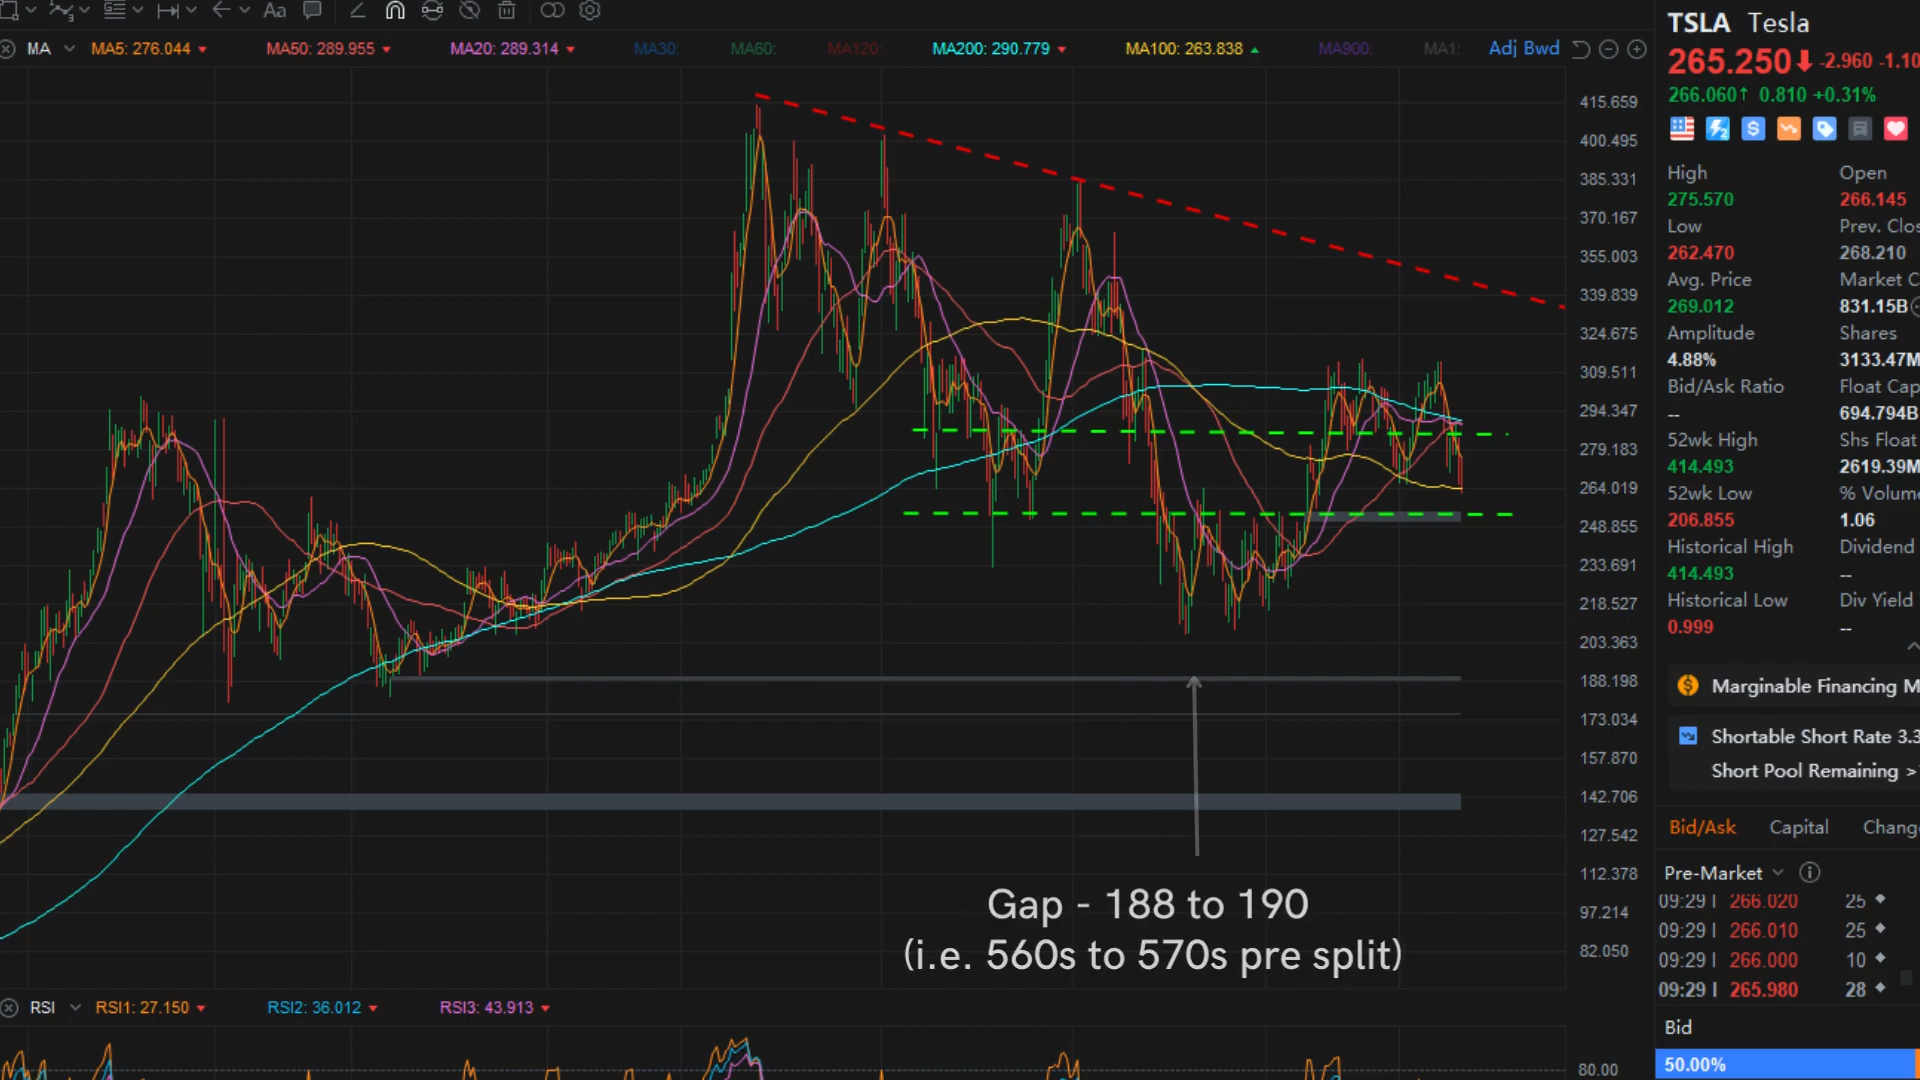 Aa
MA MA5: 276.044 MA50: 289.955 MA20: 289.314 MA30: MA60: MA120: MA200: 290.779 MA100: 263.838 MA900: MA1: Adj Bwd
415.659
400.495
385.331
370.167
355.003
339.839
324.675
309.511
294.347
279.183
264.019
248.855
233.691
218.527
203.363
188.198
173.034
157.870
142.706
127.542
112.378
97.214
82.050
Gap - 188 to 190
(i.e. 560s to 570s pre split)
RSI RSI1: 27.150 RSI2: 36.012 RSI3: 43.913
80.00
TSLA Tesla
265.250 -2.960 -1.10
266.060↑ 0.810 +0.31%
High Open
275.570 266.145
Low Prev. Clos
262.470 268.210
Avg. Price Market C
269.012 831.15B
Amplitude Shares
4.88% 3133.47M
Bid/Ask Ratio Float Cap
-- 694.794B
52wk High Shs Float
414.493 2619.39M
52wk Low % Volume
206.855 1.06
Historical High Dividend
414.493 --
Historical Low Div Yield
0.999 --
Marginable Financing M
Shortable Short Rate 3.3
Short Pool Remaining >
Bid/Ask Capital Chang
Pre-Market
09:29 266.020 25
09:29 266.010 25
09:29 266.000 10
09:29 265.980 28
Bid
50.00%